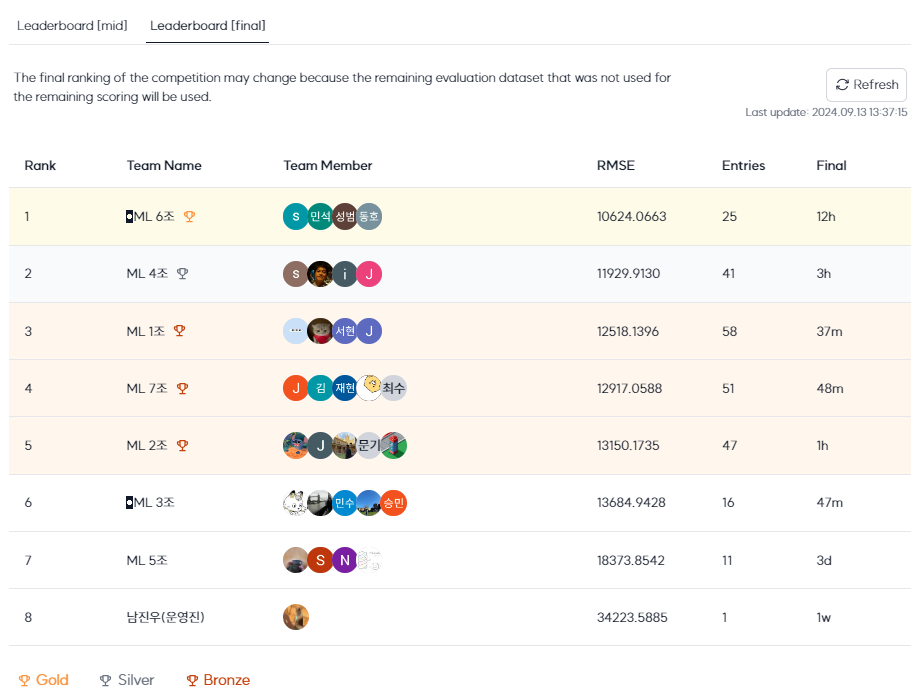 Leaderboard [mid] Leaderboard [final]
The final ranking of the competition may change because the remaining evaluation dataset that was not used for
the remaining scoring will be used.
Refresh
Last update: 2024.09.13 13:37:15
Rank Team Name Team Member RMSE Entries Final
1 ML 6조 s 민석 성범 동호 10624.0663 25 12h
2 ML 4조 s i J 11929.9130 41 3h
3 ML 1조 ... 서현 J 12518.1396 58 37m
4 ML 7조 J 김 재현 최수 12917.0588 51 48m
5 ML 2조 J 문기 13150.1735 47 1h
6 ML 3조 민수 승민 13684.9428 16 47m
7 ML 5조 S N 18373.8542 11 3d
8 남진우(운영진) 34223.5885 1 1w
Gold Silver Bronze